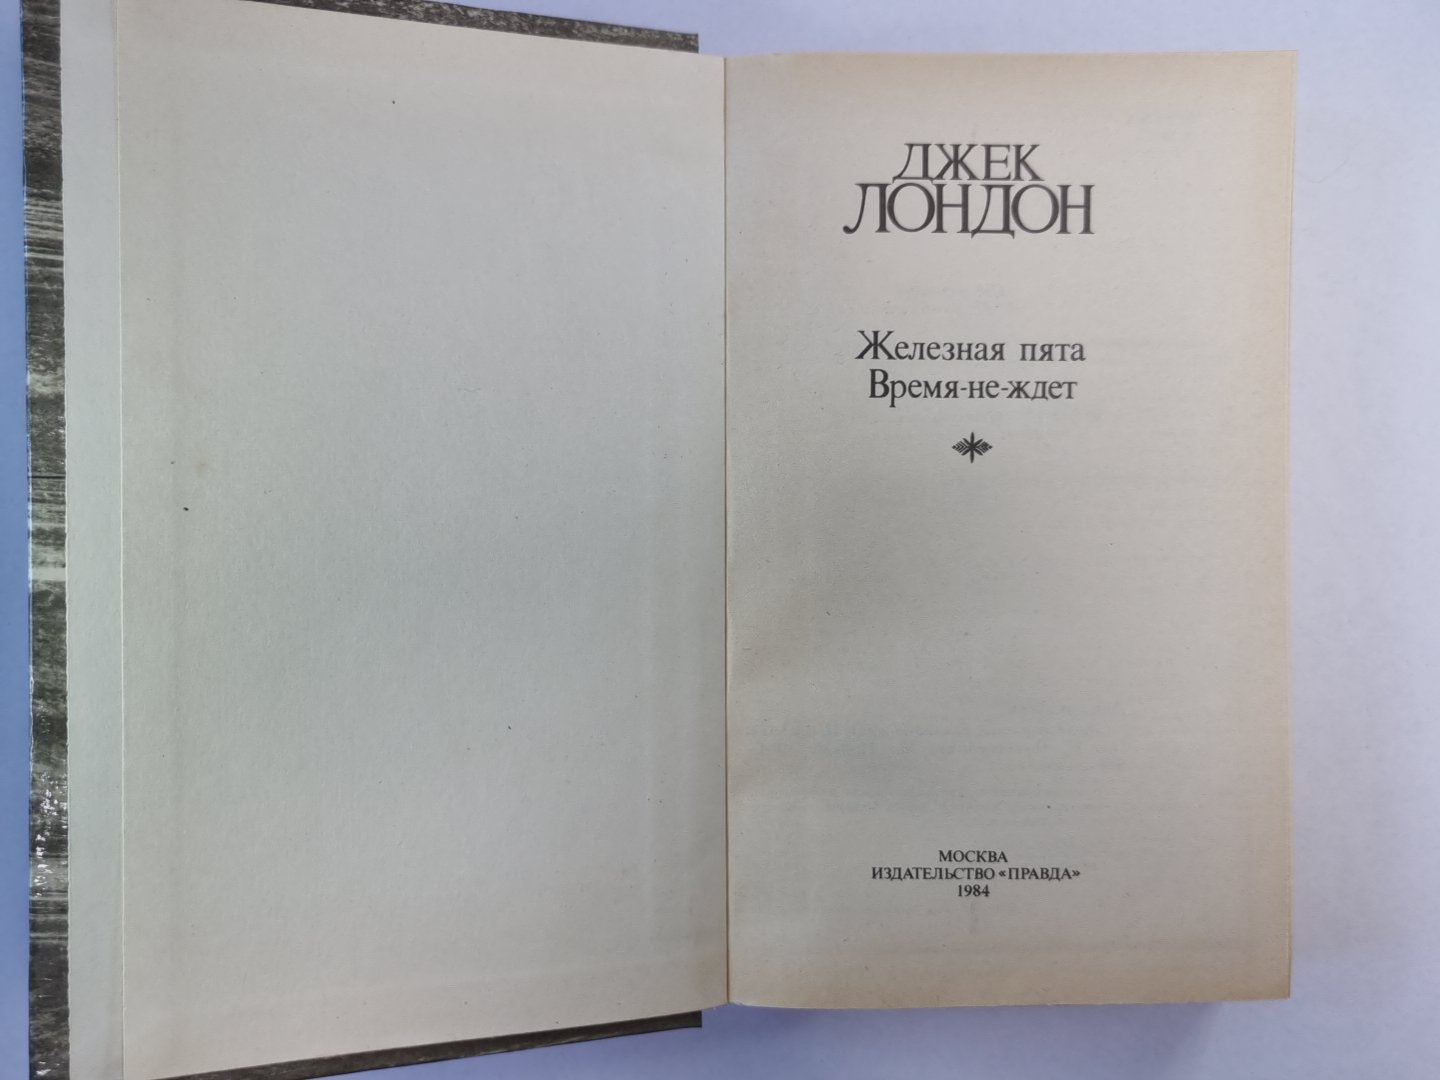 ДЖЕК
ЛОНДОН
Железная пята
Время-не-ждет
МОСКВА
ИЗДАТЕЛЬСТВО «ПРАВДА»
1984